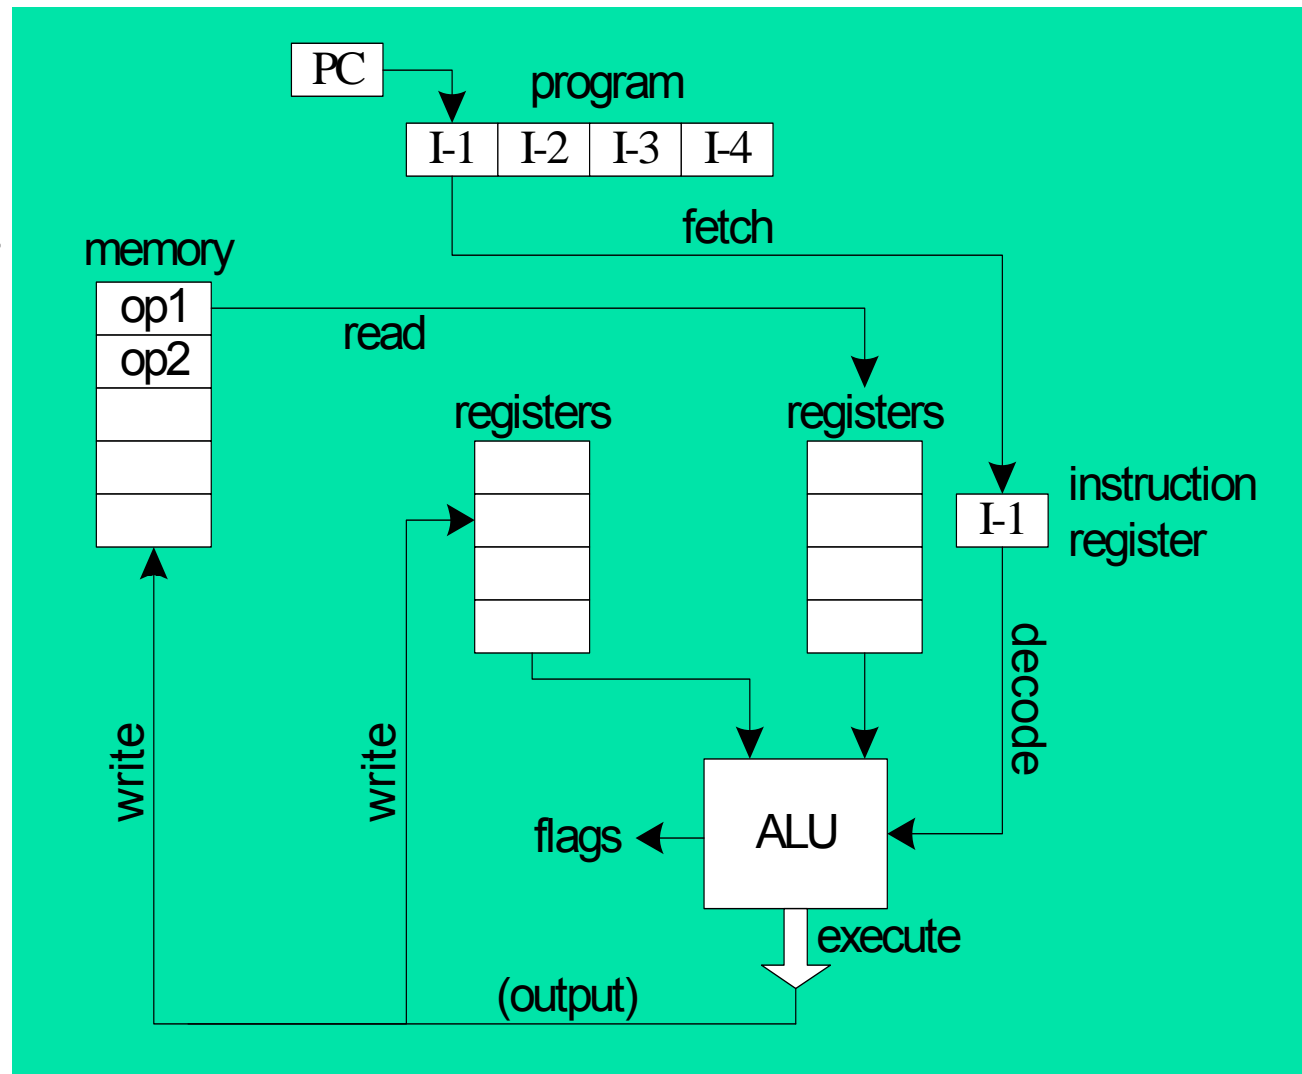 PC
program
I-1 I-2 I-3 I-4
fetch
memory
op1
read
op2
registers
registers
instruction
register
I-1
decode
write
write
flags
ALU
execute
(output)